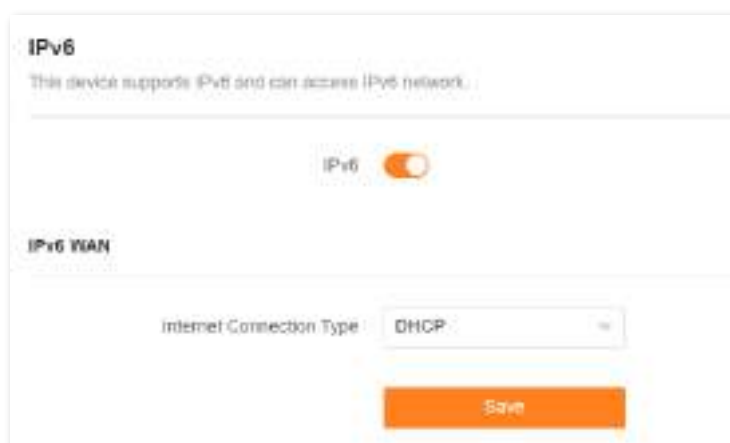 IPv6
This device supports IPv6 and can access IPv6 network.
IPv6
IPv6 WAN
Internet Connection Type DHCP
Save